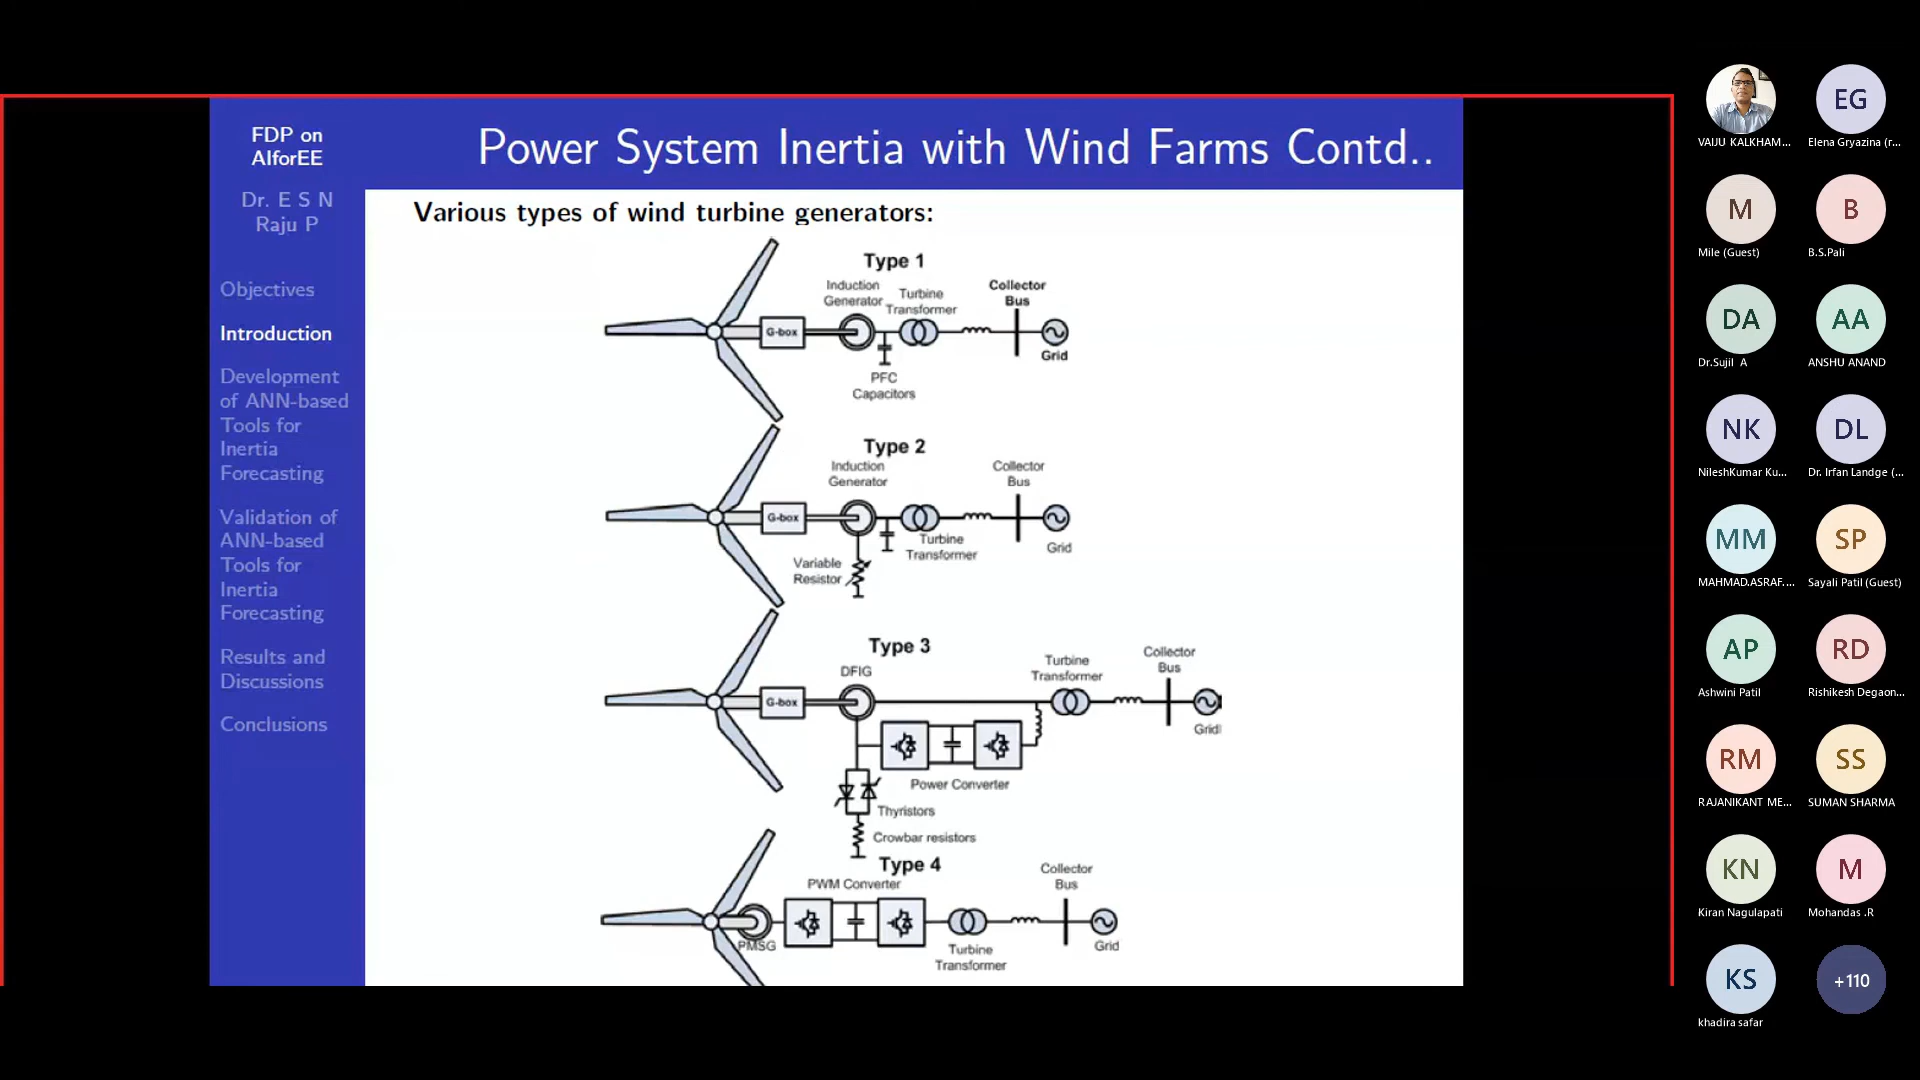 FDP on
AIforEE
Dr. E S N
Raju P
Objectives
Introduction
Development
of ANN-based
Tools for
Inertia
Forecasting
Validation of
ANN-based
Tools for
Inertia
Forecasting
Results and
Discussions
Conclusions
Power System Inertia with Wind Farms Contd..
Various types of wind turbine generators:
Type 1
Induction
Generator
Turbine
Transformer
Collector
Bus
G-box
Grid
PFC
Capacitors
Type 2
Induction
Generator
Collector
Bus
G-box
Turbine
Transformer
Grid
Variable
Resistor
Type 3
DFIG
Turbine
Transformer
Collector
Bus
G-box
Grid
Power Converter
Thyristors
Crowbar resistors
Type 4
PWM Converter
Collector
Bus
PMSG
Turbine
Transformer
Grid
VAIJU KALKHAM...
EG
Elena Gryazina (r...
M
Mile (Guest)
B
B.S.Pali
DA
Dr.Sujil A
AA
ANSHU ANAND
NK
NileshKumar Ku...
DL
Dr. Irfan Landge (...
MM
MAHMAD.ASRAF....
SP
Sayali Patil (Guest)
AP
Ashwini Patil
RD
Rishikesh Degaon...
RM
RAJANIKANT ME...
SS
SUMAN SHARMA
KN
Kiran Nagulapati
M
Mohandas .R
KS
khadira safar
+110